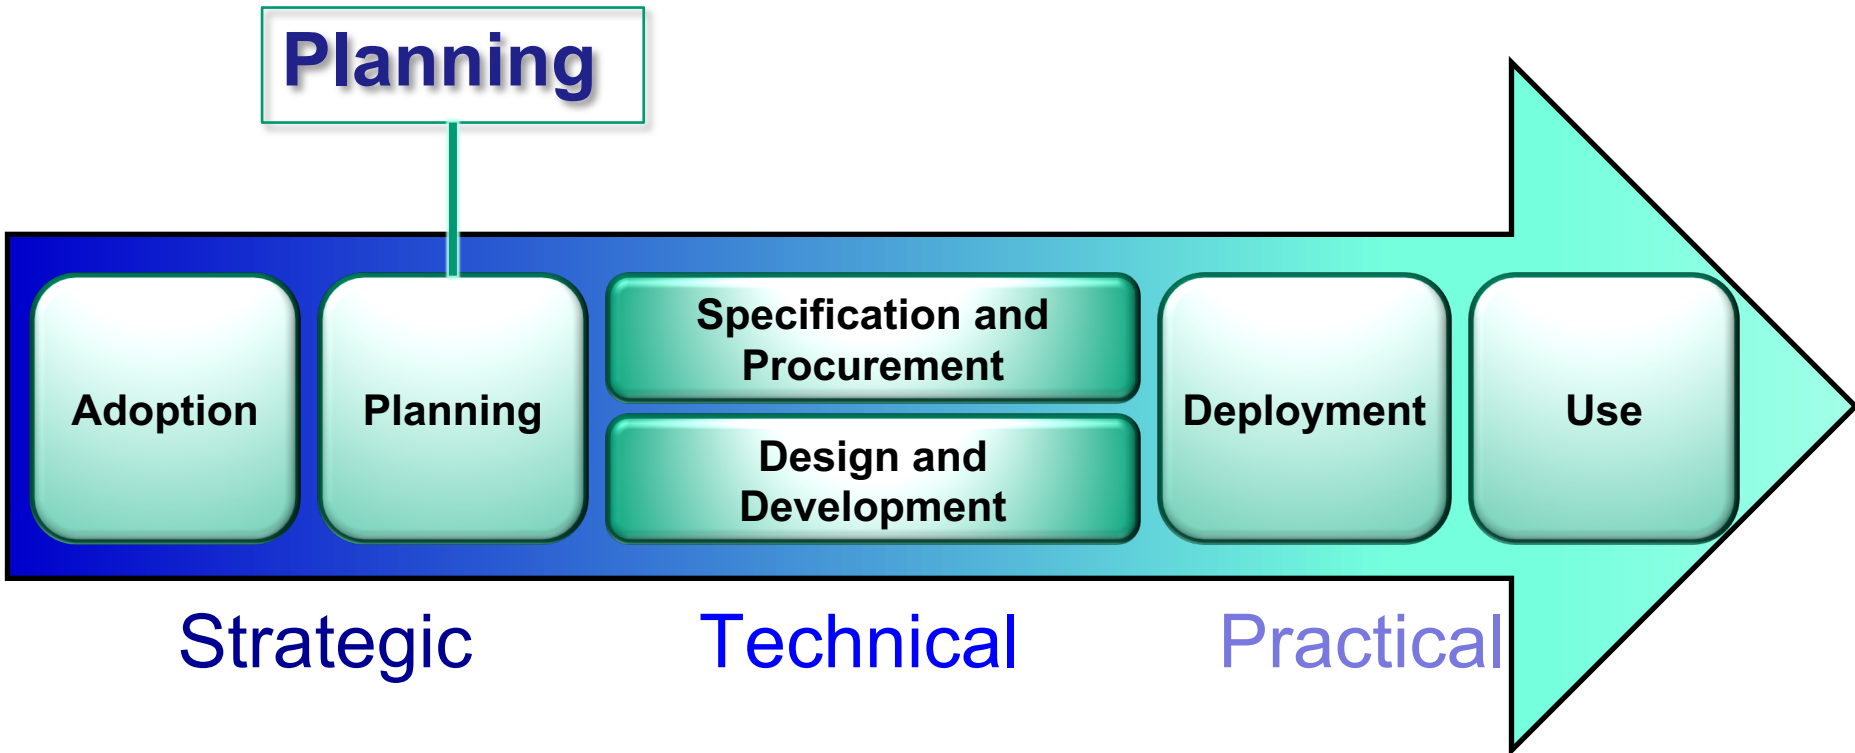 Planning
Adoption
Planning
Specification and
Procurement
Design and
Development
Deployment
Use
Strategic
Technical
Practical